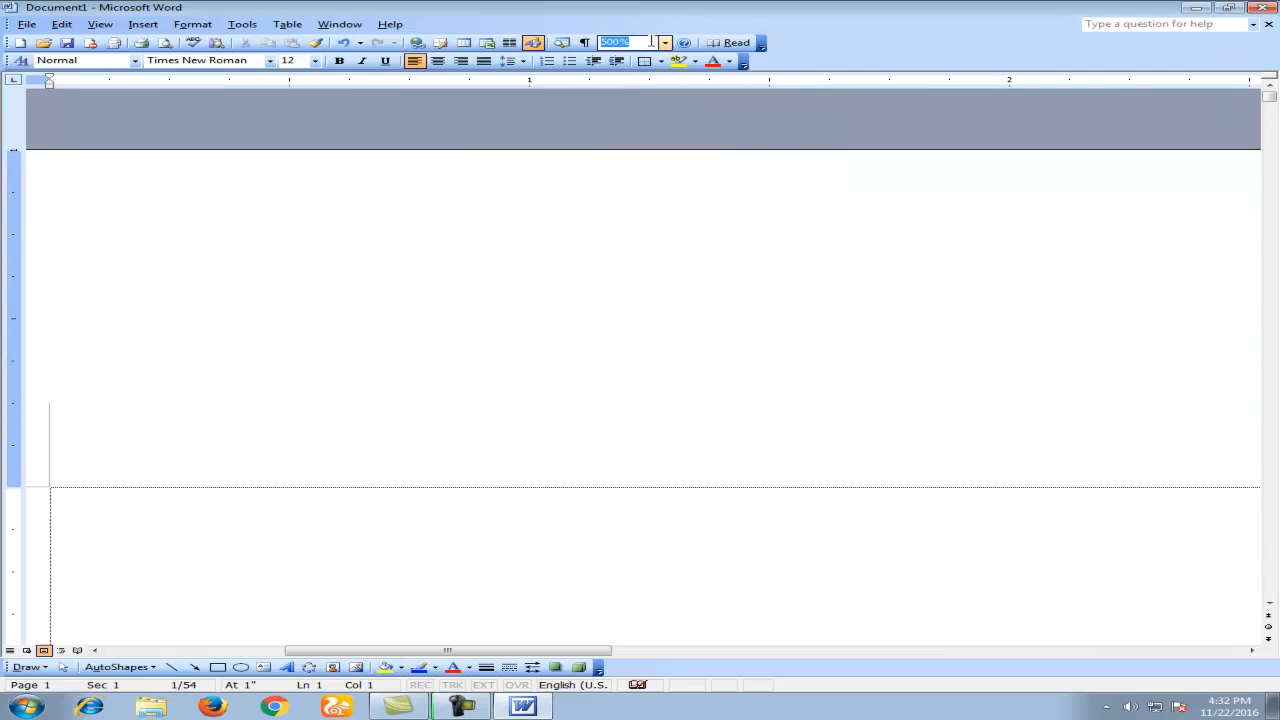 Document1 - Microsoft Word
File Edit View Insert Format Tools Table Window Help Type a question for help
500% Read
Normal Times New Roman 12 B I U
1 2
Page 1 Sec 1 1/54 At 1" Ln 1 Col 1 REC TRK EXT OVR English (U.S.
Draw AutoShapes
4:32 PM
11/22/2016